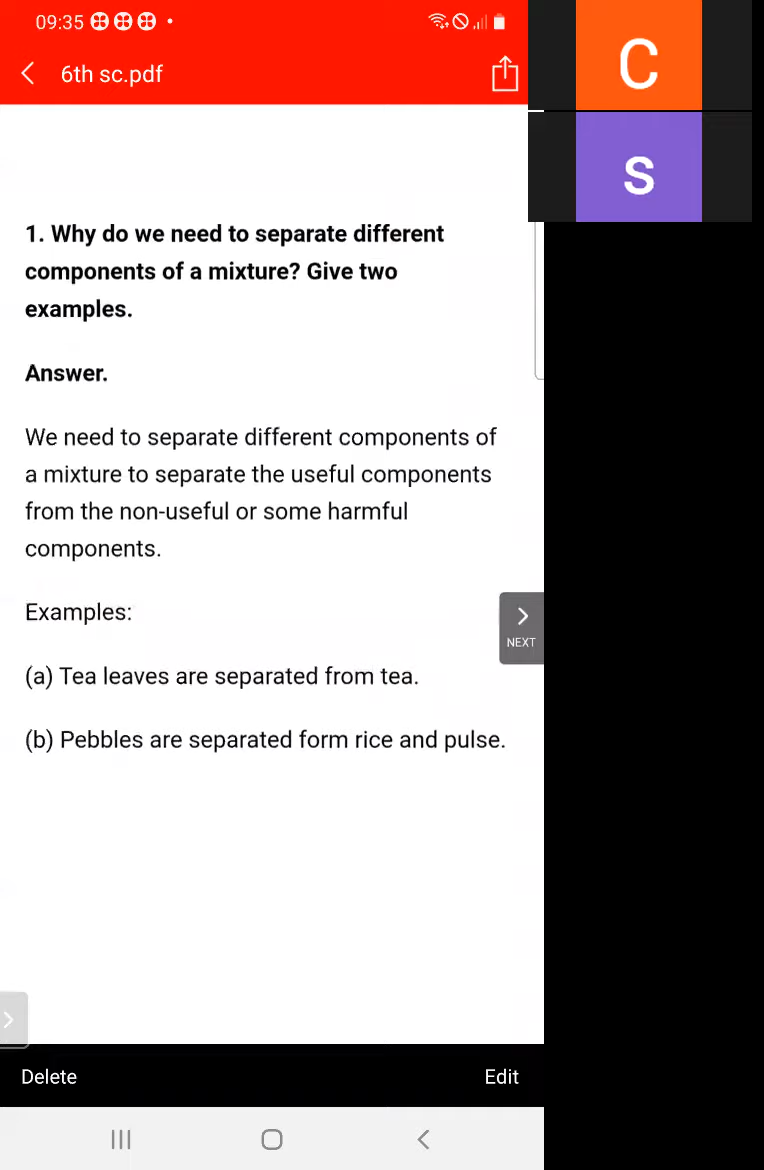 09:35
6th sc.pdf
C
S
1. Why do we need to separate different
components of a mixture? Give two
examples.
Answer.
We need to separate different components of
a mixture to separate the useful components
from the non-useful or some harmful
components.
Examples:
NEXT
(a) Tea leaves are separated from tea.
(b) Pebbles are separated form rice and pulse.
Delete
Edit